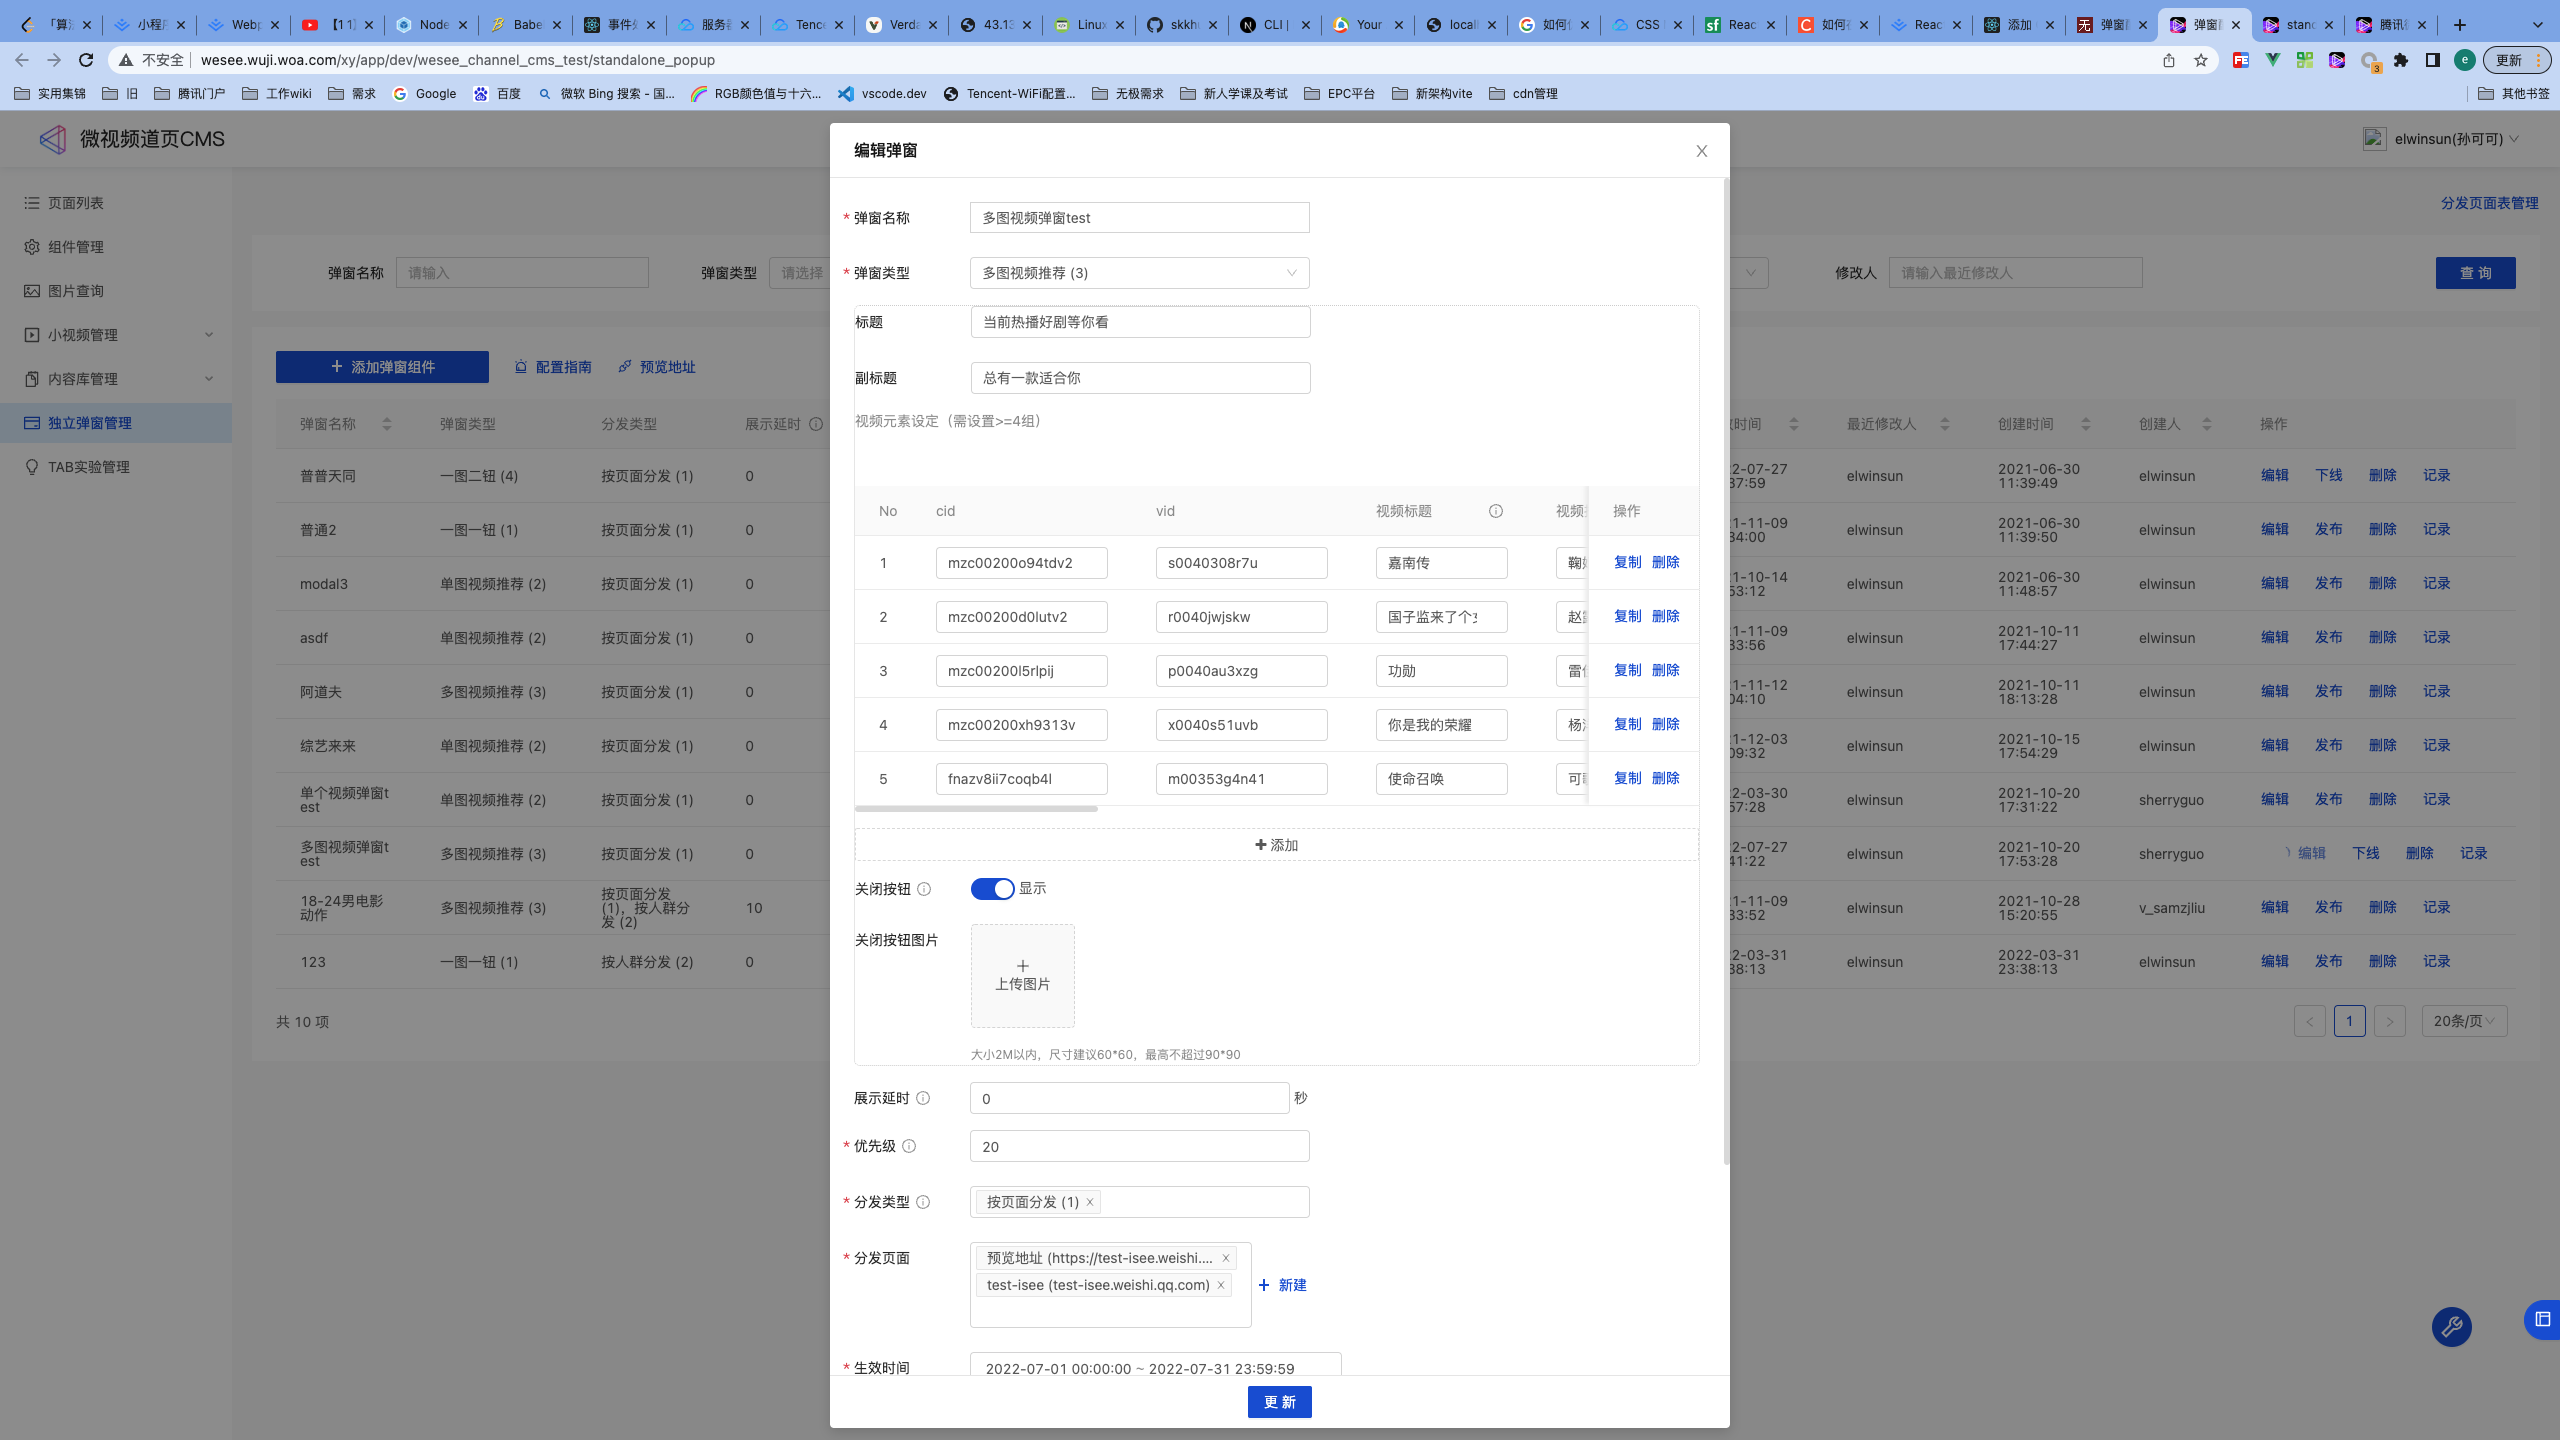 「算法
小程序
Webp
【1 1】
Node
Babe
事件处
服务器
Tence
Verda
43.13
Linux
skkhu
CLI |
Your
locall
如何使
CSS
Reac
如何在
Reac
添加
弹窗配
弹窗配
stand
腾讯微
不安全 wesee.wuji.woa.com/xy/app/dev/wesee_channel_cms_test/standalone_popup
3
e
更新
实用集锦 旧 腾讯门户 工作wiki 需求 Google 百度 微软 Bing 搜索 - 国... RGB颜色值与十六... vscode.dev Tencent-WiFi配置... 无极需求 新人学课及考试 EPC平台 新架构vite cdn管理 其他书签
微视频道页CMS
elwinsun(孙可可)
页面列表
组件管理
图片查询
小视频管理
内容库管理
独立弹窗管理
TAB实验管理
分发页面表管理
弹窗名称 请输入 弹窗类型 请选择 修改人 请输入最近修改人 查 询
添加弹窗组件 配置指南 预览地址
弹窗名称 弹窗类型 分发类型 展示延时
普普天同 一图二钮 (4) 按页面分发 (1) 0
普通2 一图一钮 (1) 按页面分发 (1) 0
modal3 单图视频推荐 (2) 按页面分发 (1) 0
asdf 单图视频推荐 (2) 按页面分发 (1) 0
阿道夫 多图视频推荐 (3) 按页面分发 (1) 0
综艺来来 单图视频推荐 (2) 按页面分发 (1) 0
单个视频弹窗t
est
单图视频推荐 (2) 按页面分发 (1) 0
多图视频弹窗t
est
多图视频推荐 (3) 按页面分发 (1) 0
18-24男电影
动作
多图视频推荐 (3)
按页面分发
(1)，按人群分
发 (2)
10
123 一图一钮 (1) 按人群分发 (2) 0
共 10 项
编辑弹窗
* 弹窗名称 多图视频弹窗test
* 弹窗类型 多图视频推荐 (3)
标题 当前热播好剧等你看
副标题 总有一款适合你
视频元素设定（需设置>=4组）
No cid vid 视频标题 视频 操作
1 mzc00200o94tdv2 s0040308r7u 嘉南传 鞠 复制 删除
2 mzc00200d0lutv2 r0040jwjskw 国子监来了个 赵 复制 删除
3 mzc00200l5rlpij p0040au3xzg 功勋 雷 复制 删除
4 mzc00200xh9313v x0040s51uvb 你是我的荣耀 杨 复制 删除
5 fnazv8ii7coqb4l m00353g4n41 使命召唤 可 复制 删除
添加
关闭按钮 显示
关闭按钮图片
上传图片
大小2M以内，尺寸建议60*60，最高不超过90*90
展示延时 0 秒
* 优先级 20
* 分发类型 按页面分发 (1)
* 分发页面 预览地址 (https://test-isee.weishi....
test-isee (test-isee.weishi.qq.com)
新建
* 生效时间 2022-07-01 00:00:00 ~ 2022-07-31 23:59:59
更 新
时间 最近修改人 创建时间 创建人 操作
2-07-27
37:59
elwinsun
2021-06-30
11:39:49
elwinsun 编辑 下线 删除 记录
1-11-09
34:00
elwinsun
2021-06-30
11:39:50
elwinsun 编辑 发布 删除 记录
1-10-14
53:12
elwinsun
2021-06-30
11:48:57
elwinsun 编辑 发布 删除 记录
1-11-09
33:56
elwinsun
2021-10-11
17:44:27
elwinsun 编辑 发布 删除 记录
1-11-12
04:10
elwinsun
2021-10-11
18:13:28
elwinsun 编辑 发布 删除 记录
1-12-03
09:32
elwinsun
2021-10-15
17:54:29
elwinsun 编辑 发布 删除 记录
2-03-30
57:28
elwinsun
2021-10-20
17:31:22
sherryguo 编辑 发布 删除 记录
2-07-27
41:22
elwinsun
2021-10-20
17:53:28
sherryguo 编辑 下线 删除 记录
1-11-09
33:52
elwinsun
2021-10-28
15:20:55
v_samzjliu 编辑 发布 删除 记录
2-03-31
38:13
elwinsun
2022-03-31
23:38:13
elwinsun 编辑 发布 删除 记录
1 20条/页